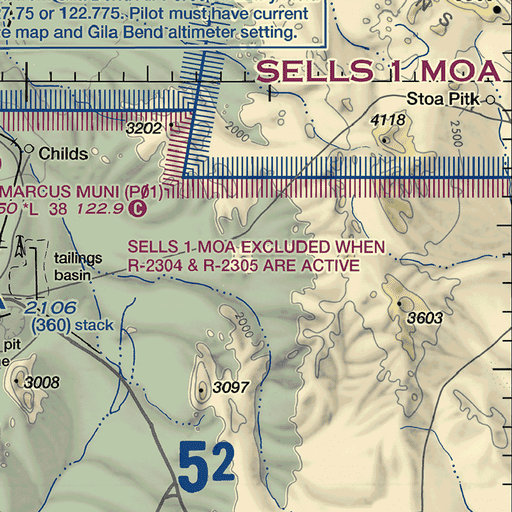 7.75 or 122.775. Pilot must have current
e map and Gila Bend altimeter setting.
N S
SELLS 1 MOA
Stoa Pitk
2000
4118
2500
3202
Childs
MARCUS MUNI (PØ1)
50 *L 38 122.9 C
SELLS 1 MOA EXCLUDED WHEN
R-2304 & R-2305 ARE ACTIVE
tailings
basin
2106
(360) stack
2000
3603
pit
3008
3097
52